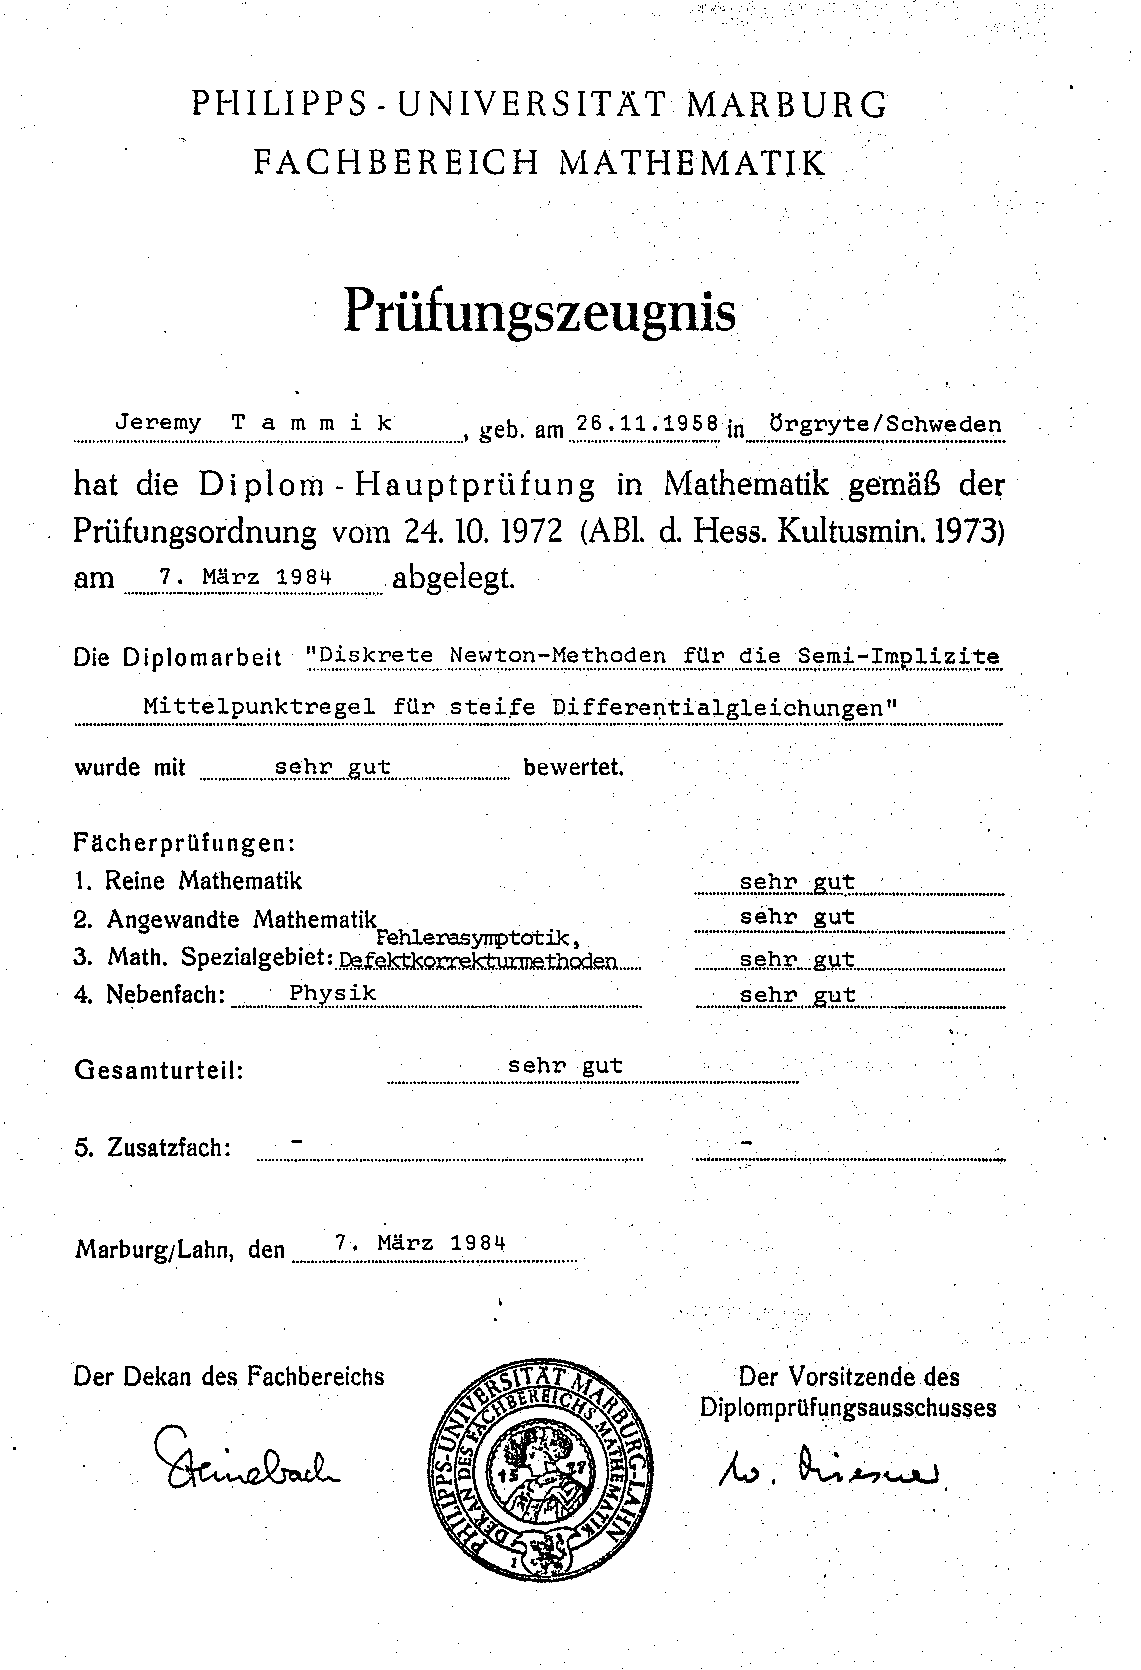 PHILIPPS-UNIVERSITÄT MARBURG
FACHBEREICH MATHEMATIK
Prüfungszeugnis
Jeremy T a m m i k, geb. am 26.11.1958 in Örgryte/Schweden
hat die Diplom-Hauptprüfung in Mathematik gemäß der
Prüfungsordnung vom 24. 10. 1972 (ABl. d. Hess. Kultusmin. 1973)
am 7. März 1984 abgelegt.
Die Diplomarbeit "Diskrete Newton-Methoden für die Semi-Implizite
Mittelpunktregel für steife Differentialgleichungen"
wurde mit sehr gut bewertet.
Fächerprüfungen:
1. Reine Mathematik sehr gut
2. Angewandte Mathematik sehr gut
Fehlerasymptotik,
3. Math. Spezialgebiet: Defektkorrekturmethoden sehr gut
4. Nebenfach: Physik sehr gut
Gesamturteil: sehr gut
5. Zusatzfach: - -
Marburg/Lahn, den 7. März 1984
Der Dekan des Fachbereichs
Der Vorsitzende des
Diplomprüfungsausschusses
Steinebach
PHILIPPS-UNIVERSITÄT MARBURG-LAHN
DEKAN DES FACHBEREICHS MATHEMATIK
15 27
1
W.